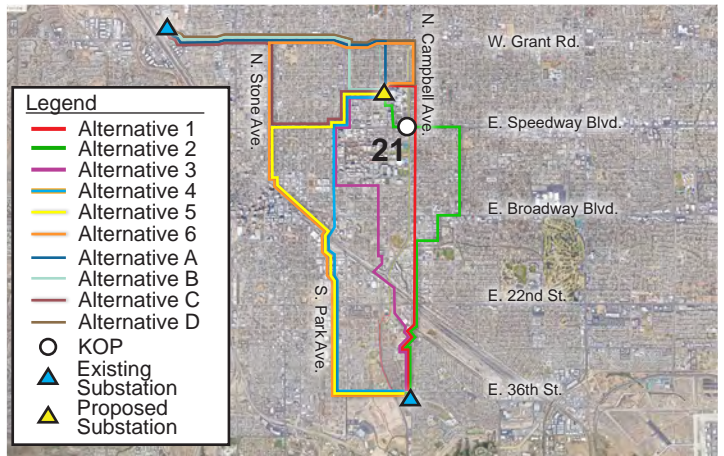 Legend
Alternative 1
Alternative 2
Alternative 3
Alternative 4
Alternative 5
Alternative 6
Alternative A
Alternative B
Alternative C
Alternative D
KOP
Existing
Substation
Proposed
Substation
N. Stone Ave.
N. Campbell Ave.
S. Park Ave.
W. Grant Rd.
E. Speedway Blvd.
21
E. Broadway Blvd.
E. 22nd St.
E. 36th St.